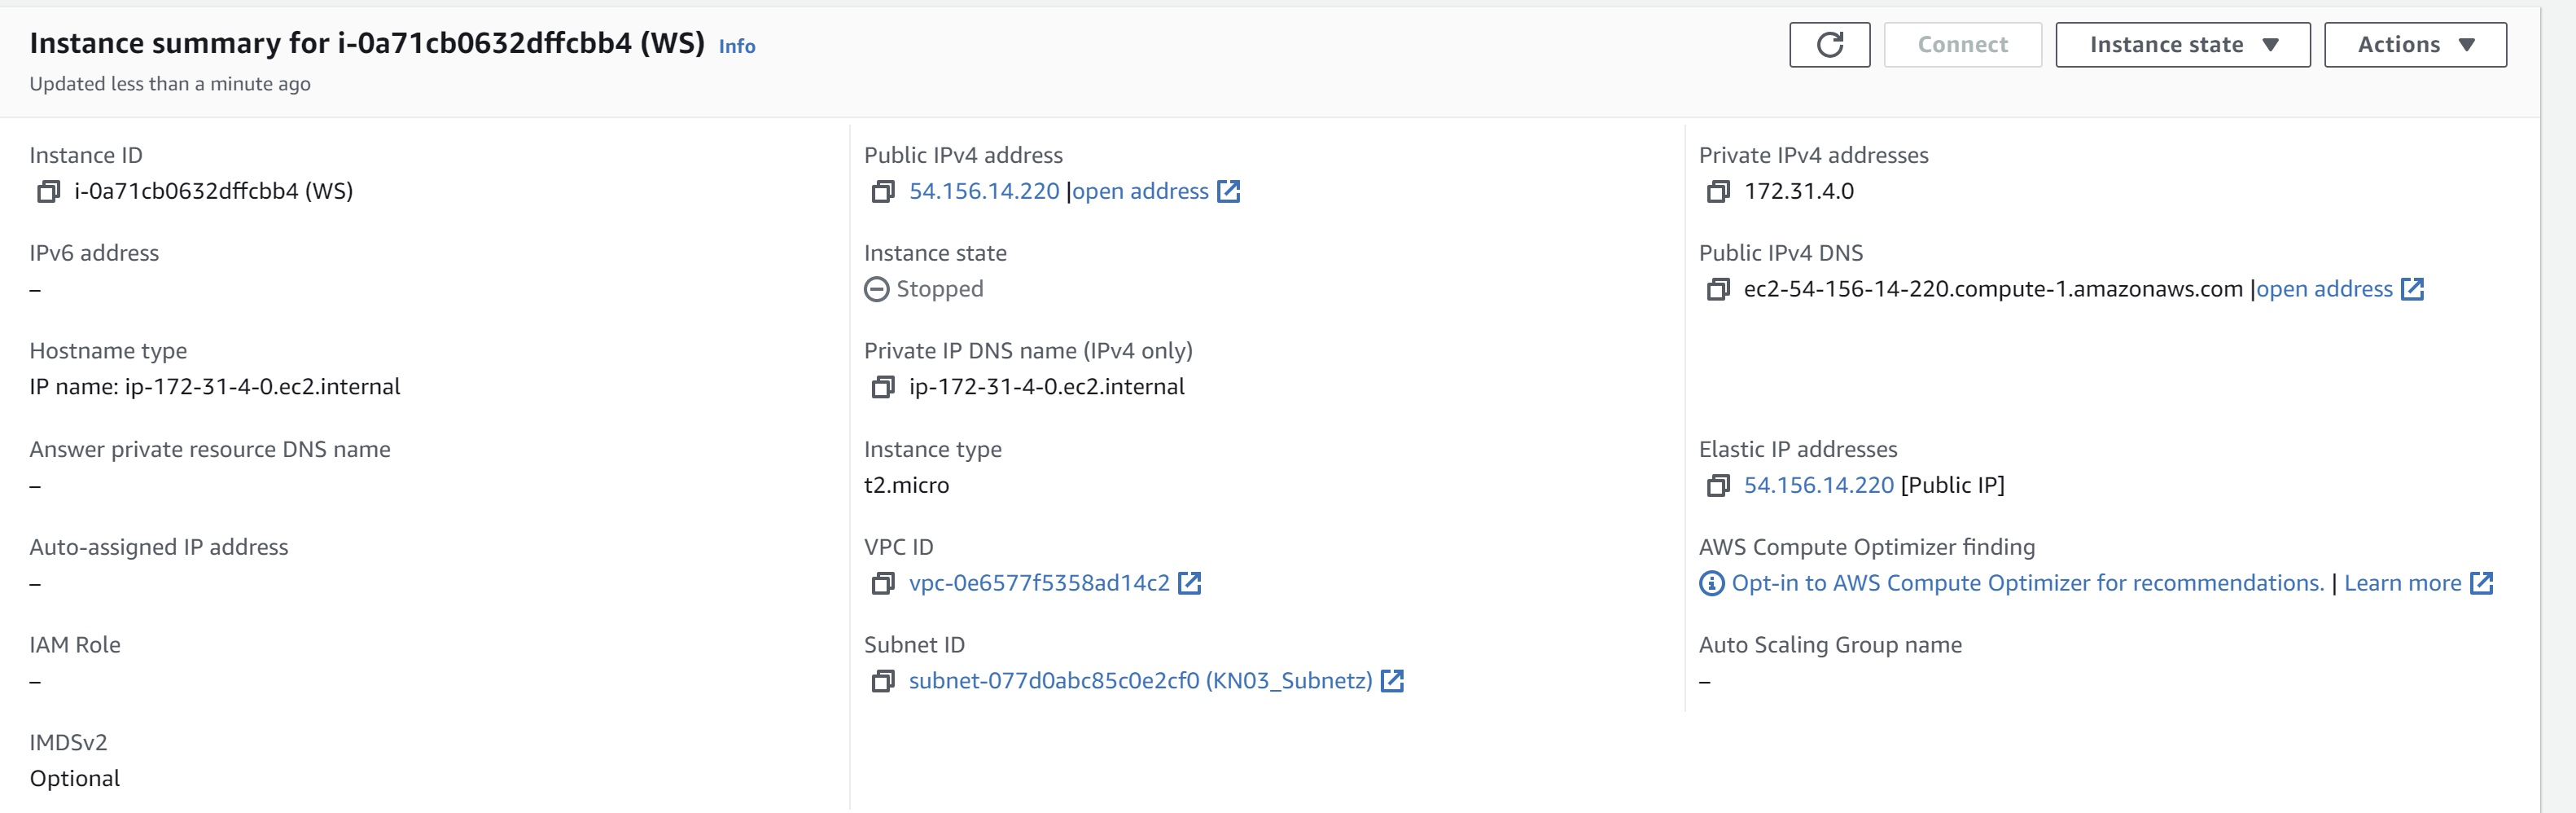 Instance summary for i-0a71cb0632dffcbb4 (WS) Info
Updated less than a minute ago
Connect
Instance state
Actions
Instance ID
i-0a71cb0632dffcbb4 (WS)
Public IPv4 address
54.156.14.220 |open address
Private IPv4 addresses
172.31.4.0
IPv6 address
–
Instance state
Stopped
Public IPv4 DNS
ec2-54-156-14-220.compute-1.amazonaws.com |open address
Hostname type
IP name: ip-172-31-4-0.ec2.internal
Private IP DNS name (IPv4 only)
ip-172-31-4-0.ec2.internal
Answer private resource DNS name
–
Instance type
t2.micro
Elastic IP addresses
54.156.14.220 [Public IP]
Auto-assigned IP address
–
VPC ID
vpc-0e6577f5358ad14c2
AWS Compute Optimizer finding
Opt-in to AWS Compute Optimizer for recommendations. | Learn more
IAM Role
–
Subnet ID
subnet-077d0abc85c0e2cf0 (KN03_Subnetz)
Auto Scaling Group name
–
IMDSv2
Optional